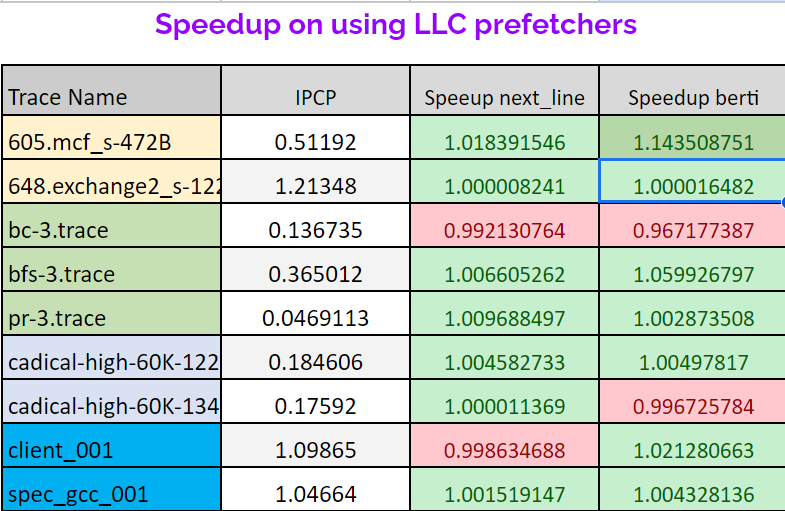 Speedup on using LLC prefetchers
Trace Name IPCP Speeup next_line Speedup berti
605.mcf_s-472B 0.51192 1.018391546 1.143508751
648.exchange2_s-122 1.21348 1.000008241 1.000016482
bc-3.trace 0.136735 0.992130764 0.967177387
bfs-3.trace 0.365012 1.006605262 1.059926797
pr-3.trace 0.0469113 1.009688497 1.002873508
cadical-high-60K-122 0.184606 1.004582733 1.00497817
cadical-high-60K-134 0.17592 1.000011369 0.996725784
client_001 1.09865 0.998634688 1.021280663
spec_gcc_001 1.04664 1.001519147 1.004328136